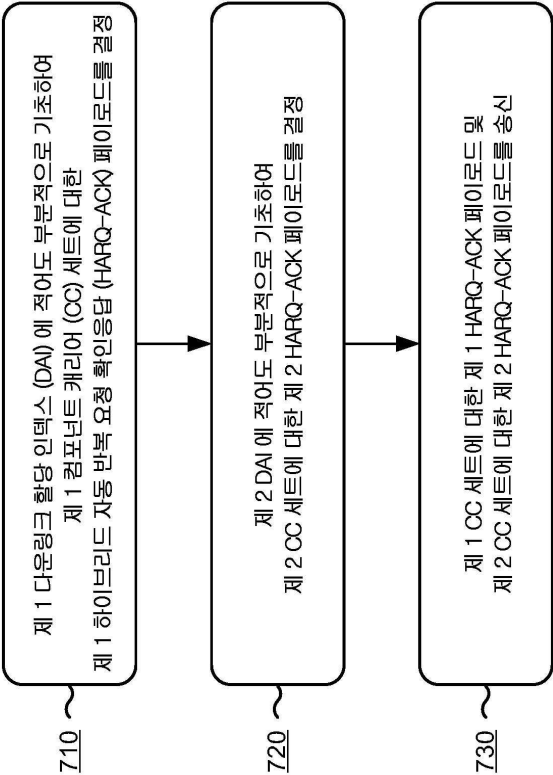 710
제 1 다운링크 할당 인덱스 (DAI) 에 적어도 부분적으로 기초하여
제 1 컴포넌트 캐리어 (CC) 세트에 대한
제 1 하이브리드 자동 반복 요청 확인응답 (HARQ-ACK) 페이로드를 결정
720
제 2 DAI 에 적어도 부분적으로 기초하여
제 2 CC 세트에 대한 제 2 HARQ-ACK 페이로드를 결정
730
제 1 CC 세트에 대한 제 1 HARQ-ACK 페이로드 및
제 2 CC 세트에 대한 제 2 HARQ-ACK 페이로드를 송신